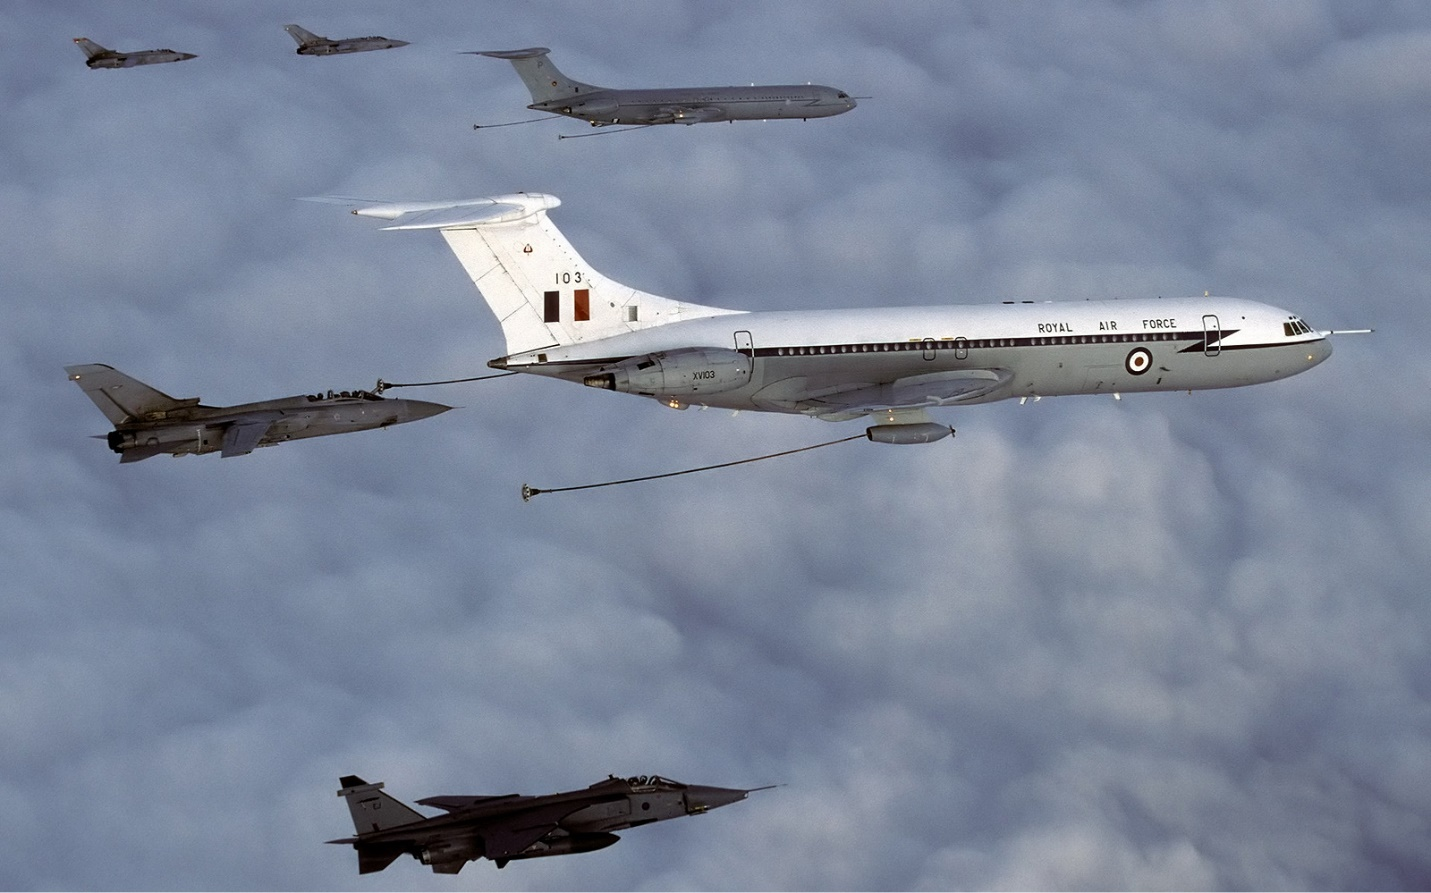 103
ROYAL AIR FORCE
XV103
P